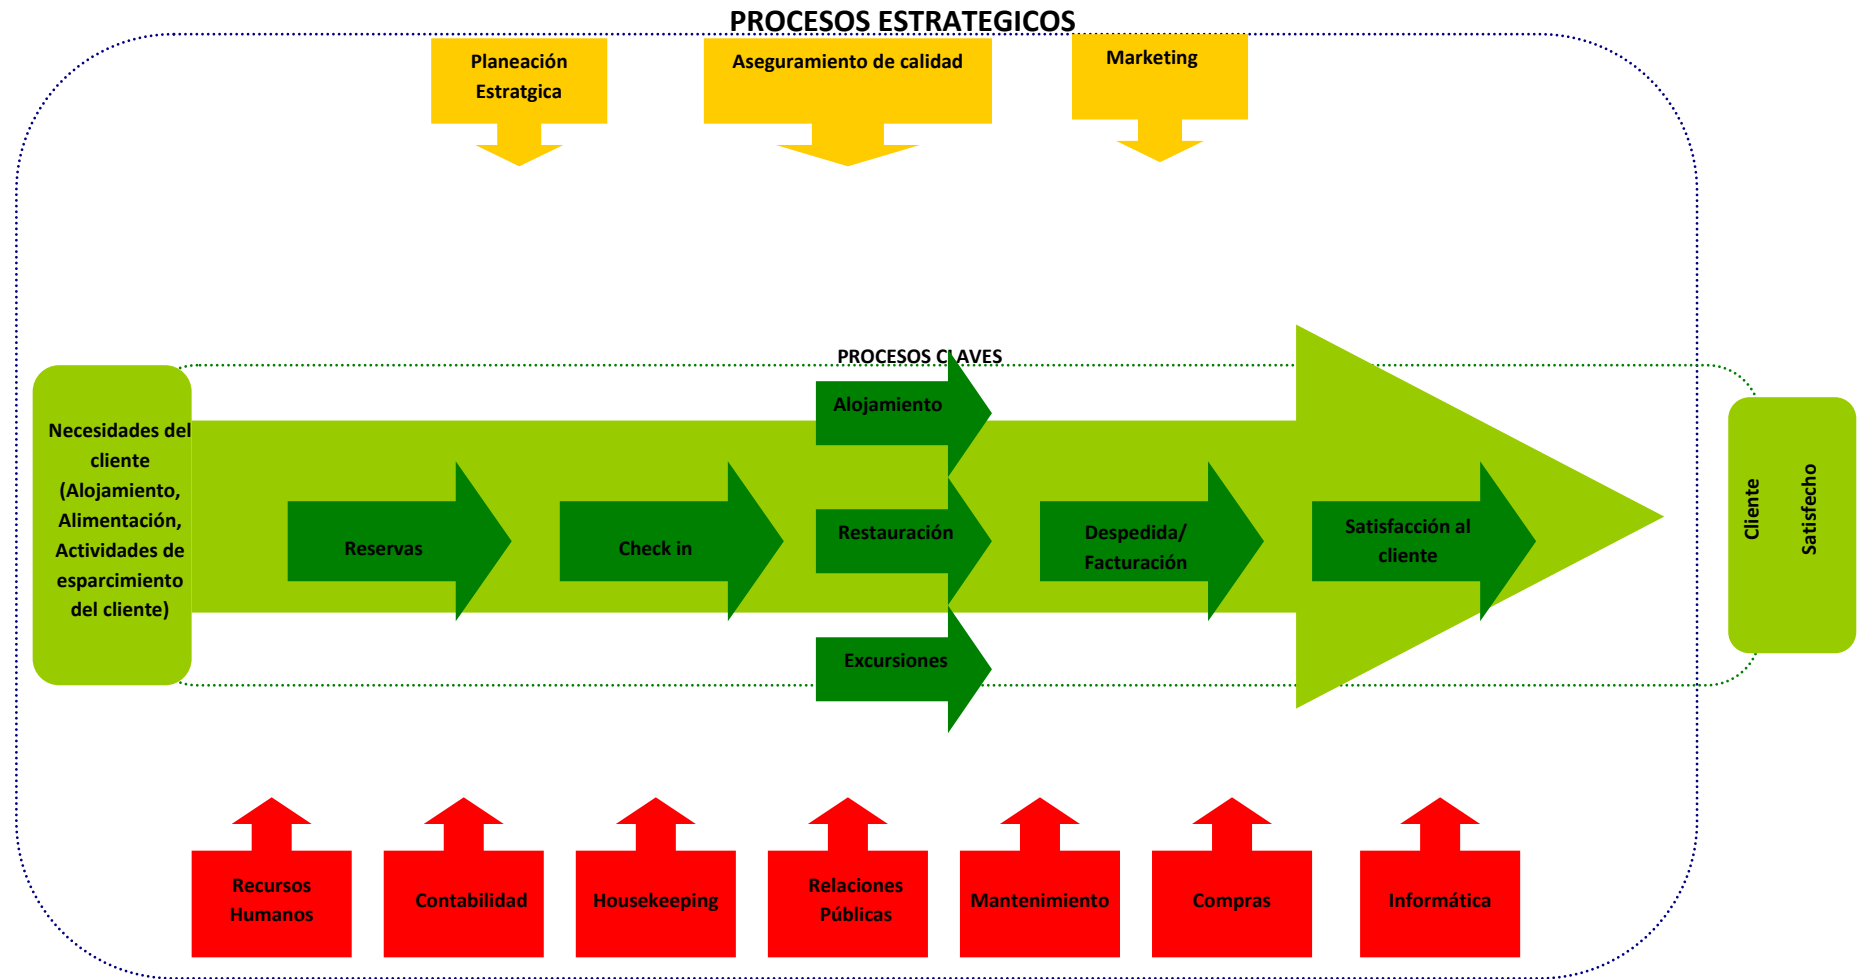 PROCESOS ESTRATEGICOS
Planeación
Estratgica
Aseguramiento de calidad
Marketing
PROCESOS CLAVES
Necesidades del
cliente
(Alojamiento,
Alimentación,
Actividades de
esparcimiento
del cliente)
Reservas
Check in
Alojamiento
Restauración
Excursiones
Despedida/
Facturación
Satisfacción al
cliente
Cliente
Satisfecho
Recursos
Humanos
Contabilidad
Housekeeping
Relaciones
Públicas
Mantenimiento
Compras
Informática